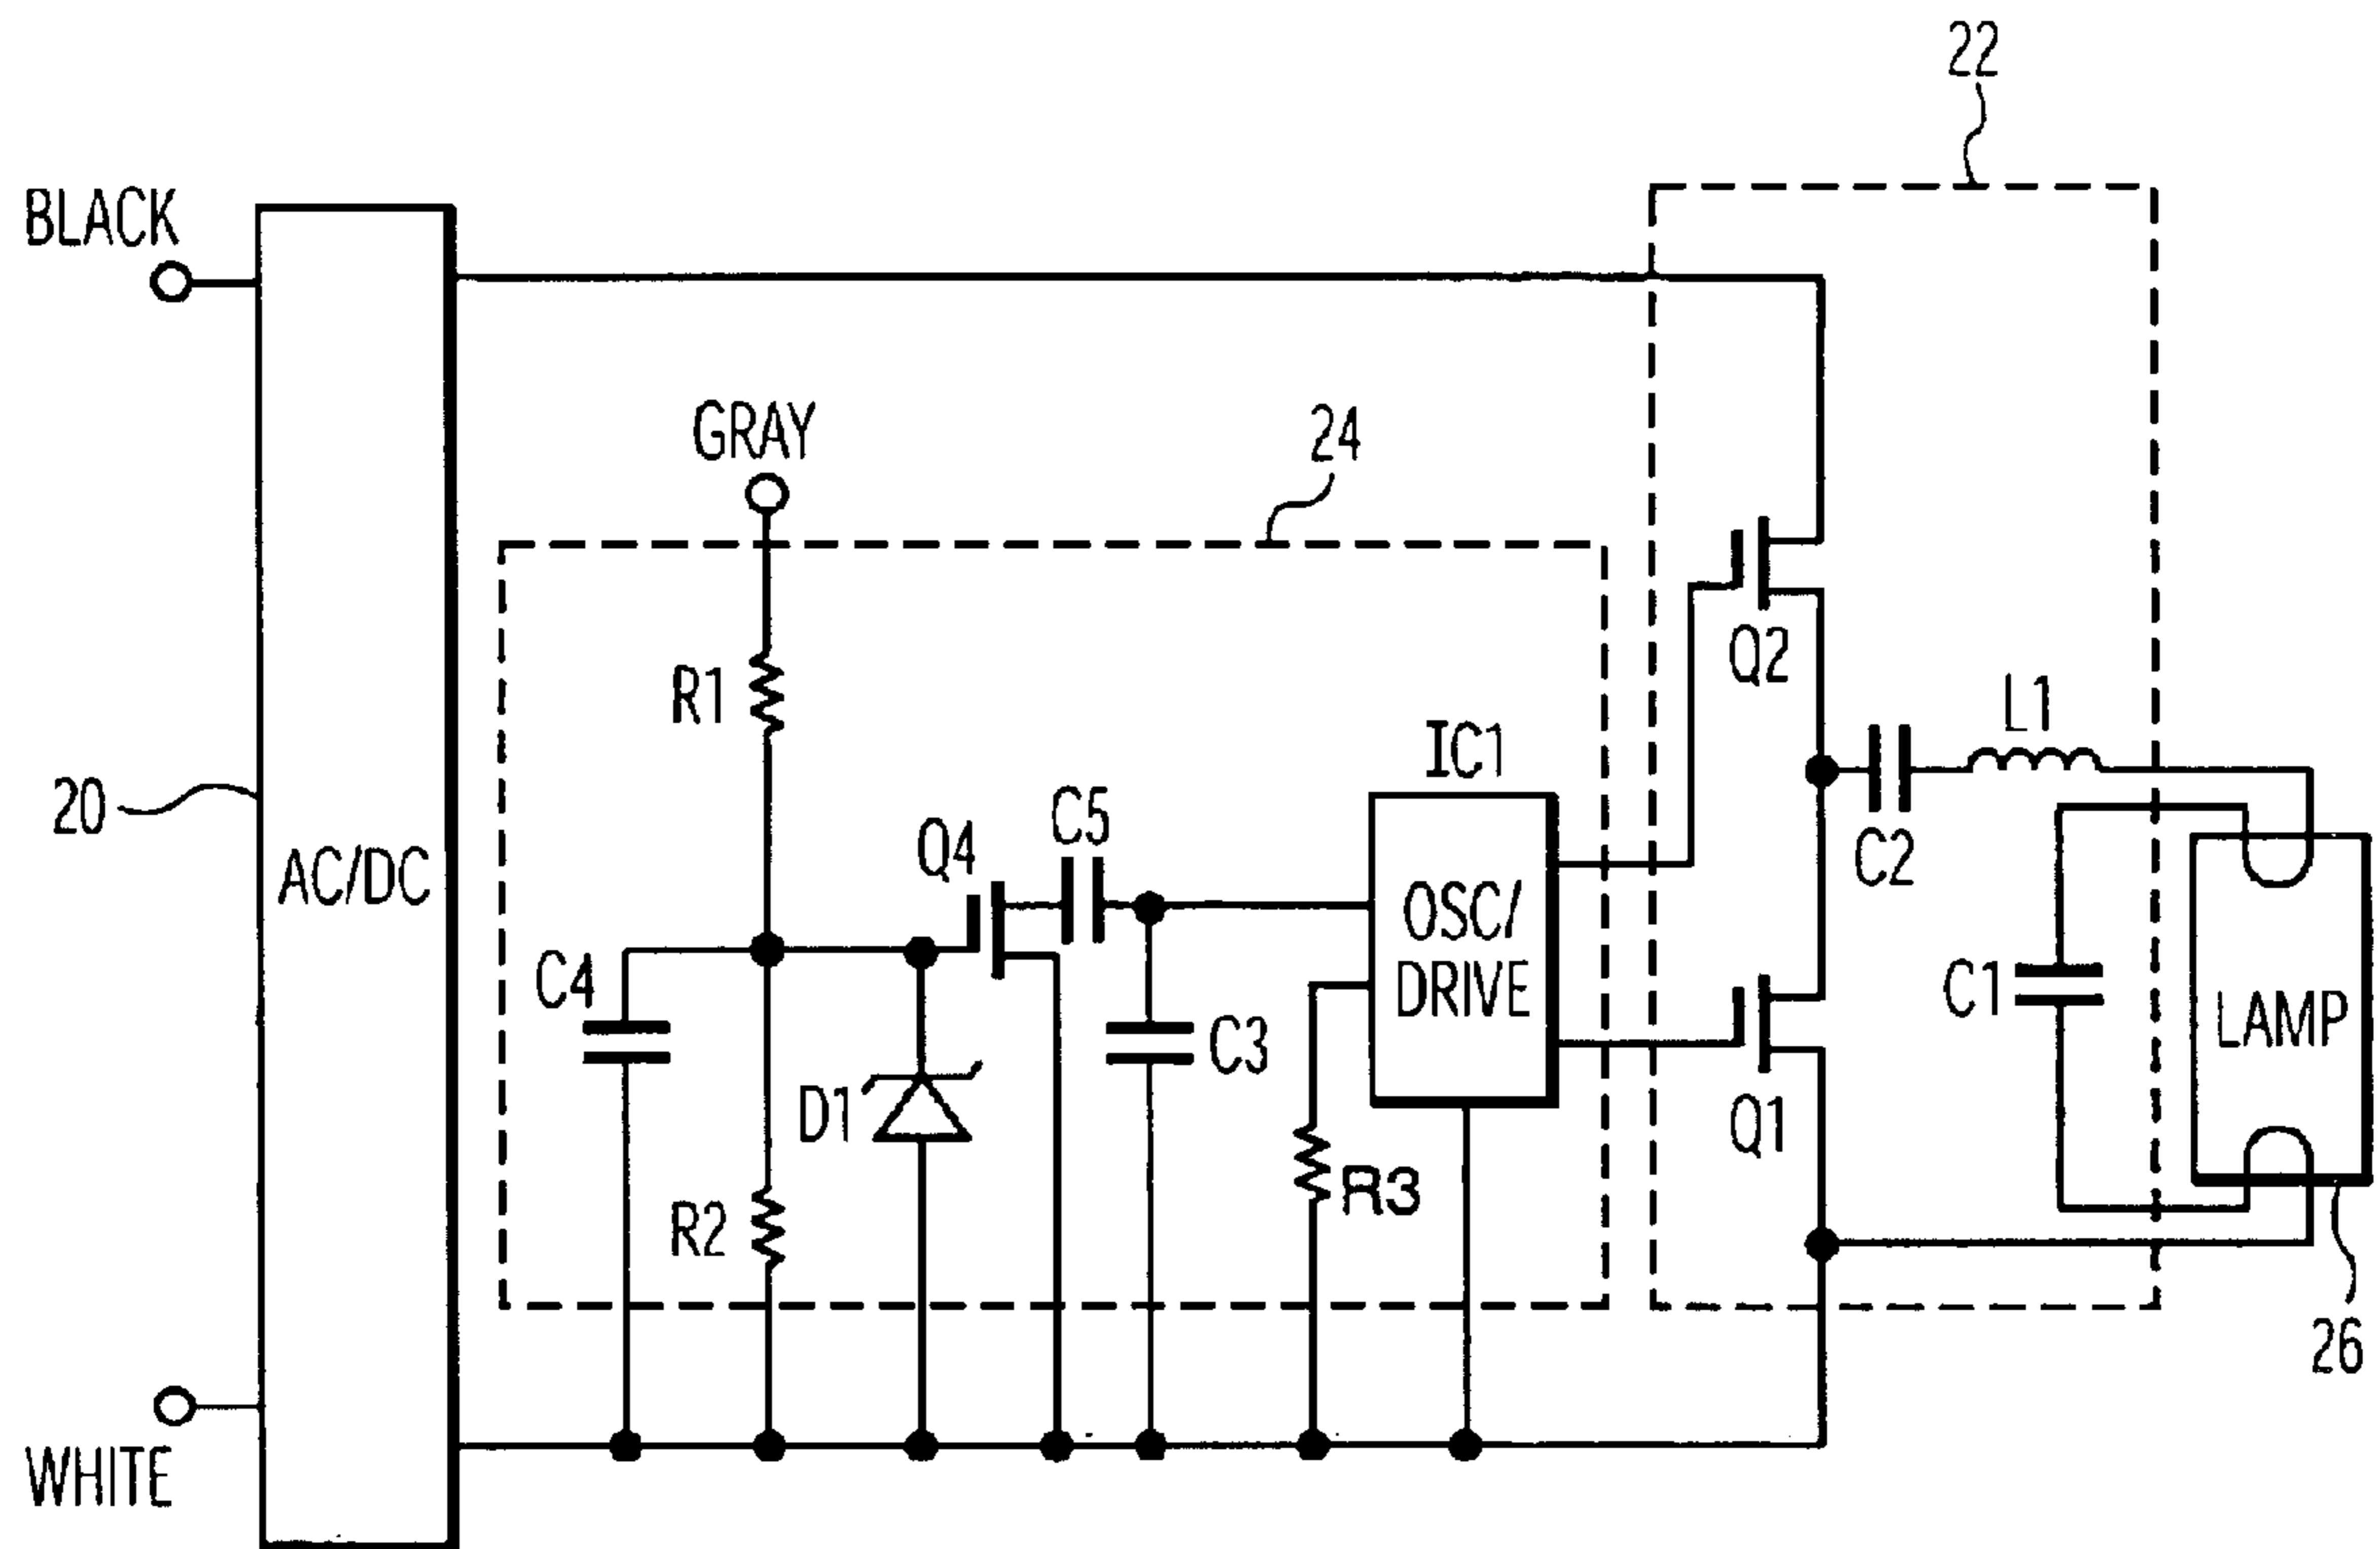 22
BLACK
GRAY
24
R1
Q2
L1
IC1
20
AC/DC
C5
Q4
C2
C4
OSC/
DRIVE
C1
LAMP
C3
D1
Q1
R3
R2
26
WHITE